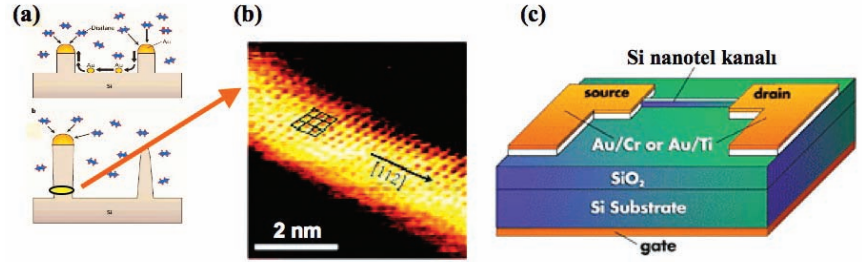 (a)
Disilane
Au
Au
Au
Si
b
Si
(b)
[112]
2 nm
(c)
Si nanotel kanalı
source
drain
Au/Cr or Au/Ti
SiO₂
Si Substrate
gate